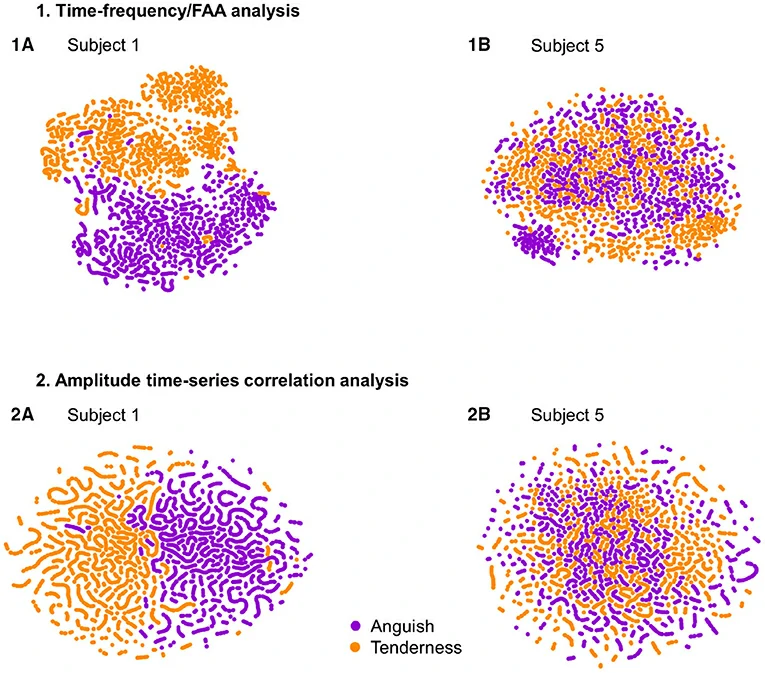 1. Time-frequency/FAA analysis
1A Subject 1
1B Subject 5
2. Amplitude time-series correlation analysis
2A Subject 1
2B Subject 5
Anguish
Tenderness